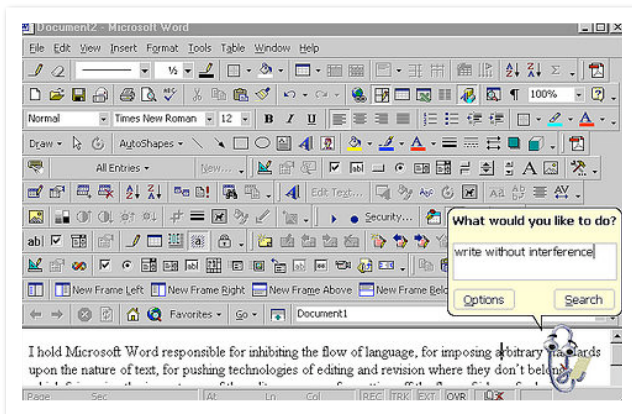 Document2 - Microsoft Word
File Edit View Insert Format Tools Table Window Help
½
100%
Normal Times New Roman 12 B I U
Draw AutoShapes
All Entries New...
Edit Text... Aa
Security...
What would you like to do?
write without interference
Options Search
ab
New Frame Left New Frame Right New Frame Above New Frame Belo
Favorites Go Document1
I hold Microsoft Word responsible for inhibiting the flow of language, for imposing arbitrary standards
upon the nature of text, for pushing technologies of editing and revision where they don't belong
Page Sec At Ln Col REC TRK EXT OVR